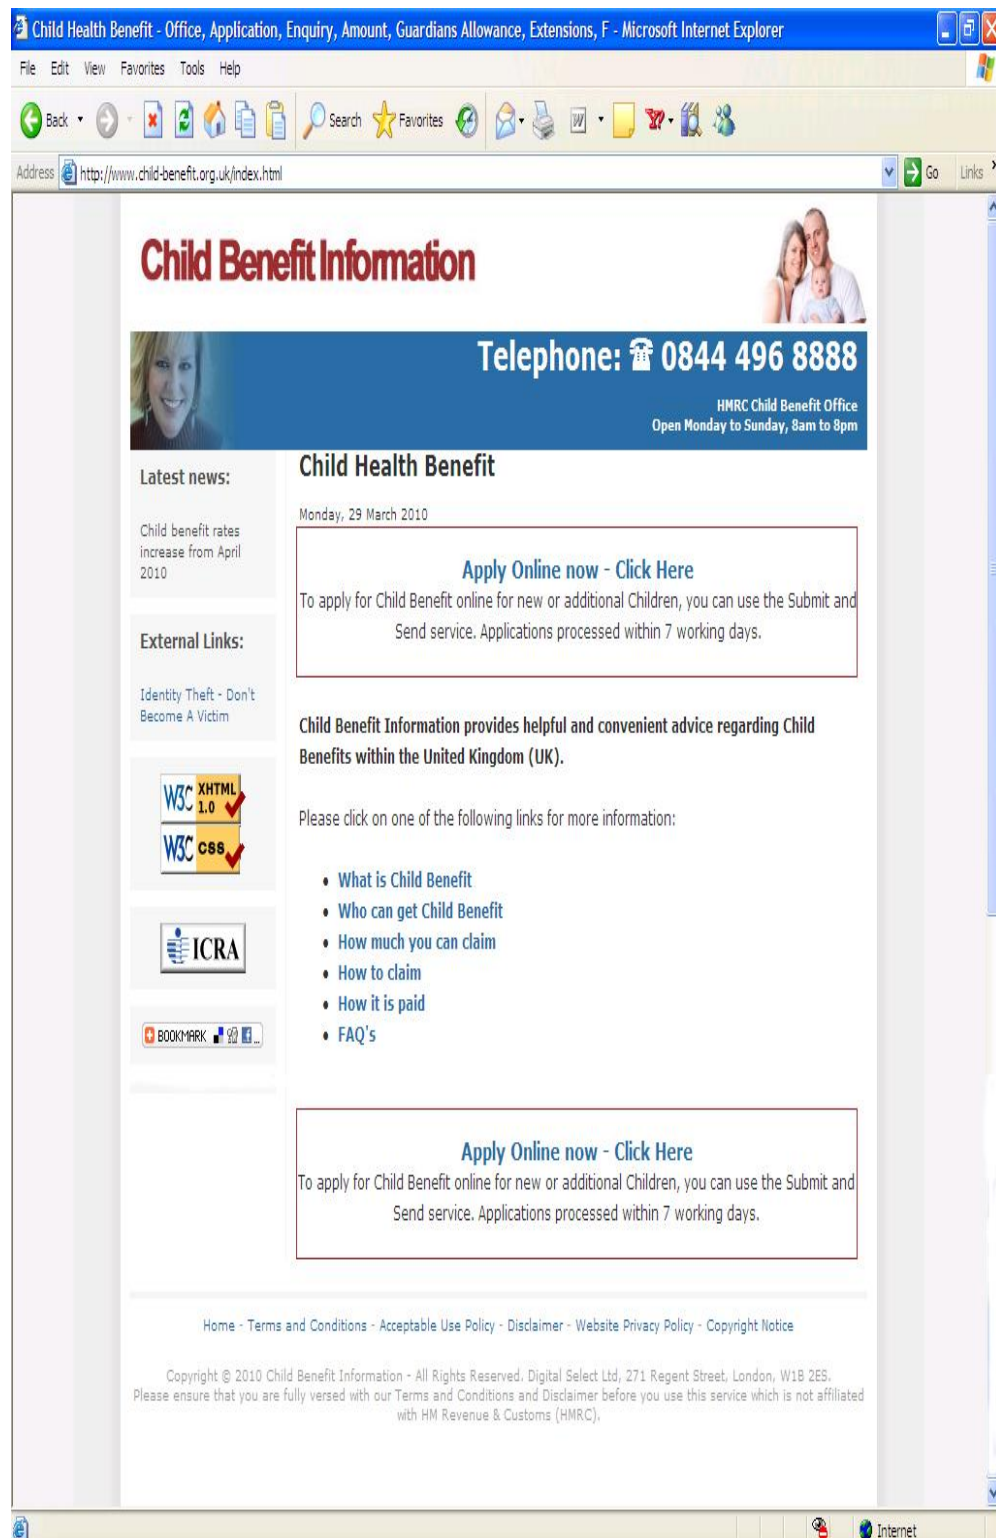 Child Health Benefit - Office, Application, Enquiry, Amount, Guardians Allowance, Extensions, F - Microsoft Internet Explorer
File Edit View Favorites Tools Help
Back Search Favorites
Address http://www.child-benefit.org.uk/index.html Go Links
Child Benefit Information
Telephone: ☎ 0844 496 8888
HMRC Child Benefit Office
Open Monday to Sunday, 8am to 8pm
Latest news:
Child benefit rates
increase from April
2010
External Links:
Identity Theft - Don't
Become A Victim
W3C XHTML 1.0
W3C CSS
ICRA
BOOKMARK
Child Health Benefit
Monday, 29 March 2010
Apply Online now - Click Here
To apply for Child Benefit online for new or additional Children, you can use the Submit and
Send service. Applications processed within 7 working days.
Child Benefit Information provides helpful and convenient advice regarding Child
Benefits within the United Kingdom (UK).
Please click on one of the following links for more information:
• What is Child Benefit
• Who can get Child Benefit
• How much you can claim
• How to claim
• How it is paid
• FAQ's
Apply Online now - Click Here
To apply for Child Benefit online for new or additional Children, you can use the Submit and
Send service. Applications processed within 7 working days.
Home - Terms and Conditions - Acceptable Use Policy - Disclaimer - Website Privacy Policy - Copyright Notice
Copyright © 2010 Child Benefit Information - All Rights Reserved. Digital Select Ltd, 271 Regent Street, London, W1B 2ES.
Please ensure that you are fully versed with our Terms and Conditions and Disclaimer before you use this service which is not affiliated
with HM Revenue & Customs (HMRC).
Internet